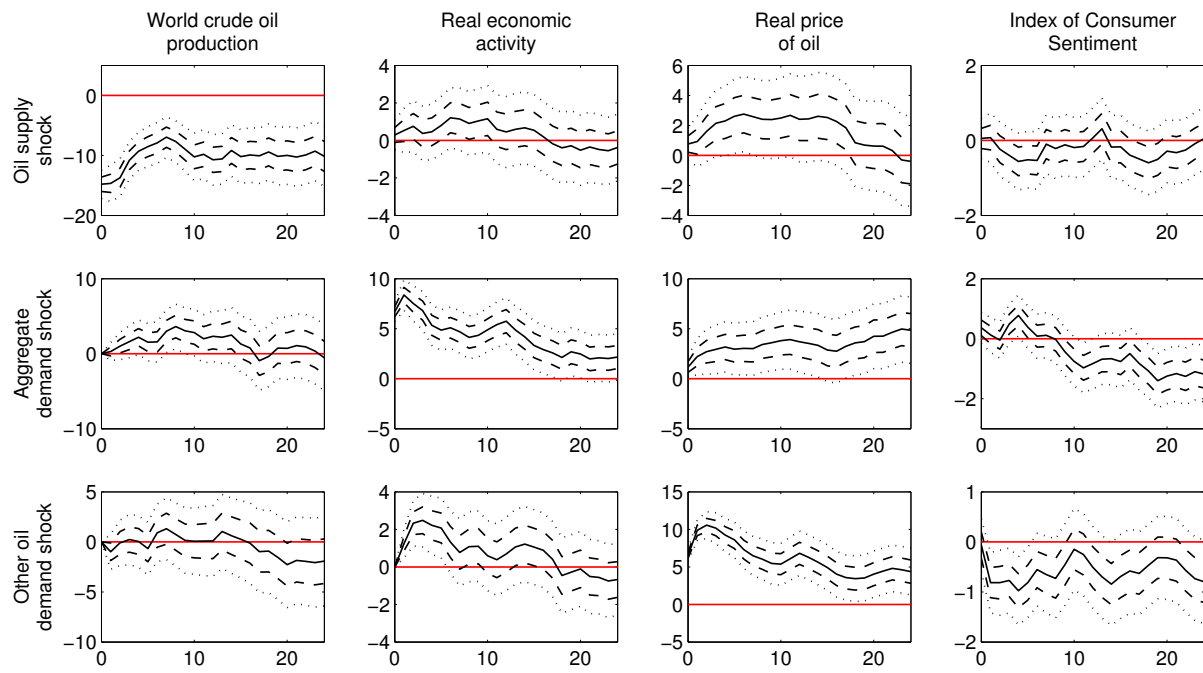 World crude oil
production
Real economic
activity
Real price
of oil
Index of Consumer
Sentiment
Oil supply
shock
0
−10
−20
0 10 20
4
2
0
−2
−4
0 10 20
6
4
2
0
−2
−4
0 10 20
2
0
−2
0 10 20
Aggregate
demand shock
10
0
−10
0 10 20
10
5
0
−5
0 10 20
10
5
0
−5
0 10 20
2
0
−2
0 10 20
Other oil
demand shock
5
0
−5
−10
0 10 20
4
2
0
−2
−4
0 10 20
15
10
5
0
−5
0 10 20
1
0
−1
−2
0 10 20